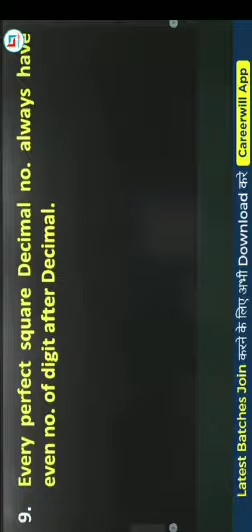 9. Every perfect square Decimal no. always have
even no. of digit after Decimal.
Latest Batches Join करने के लिए अभी Download करे Careerwill App